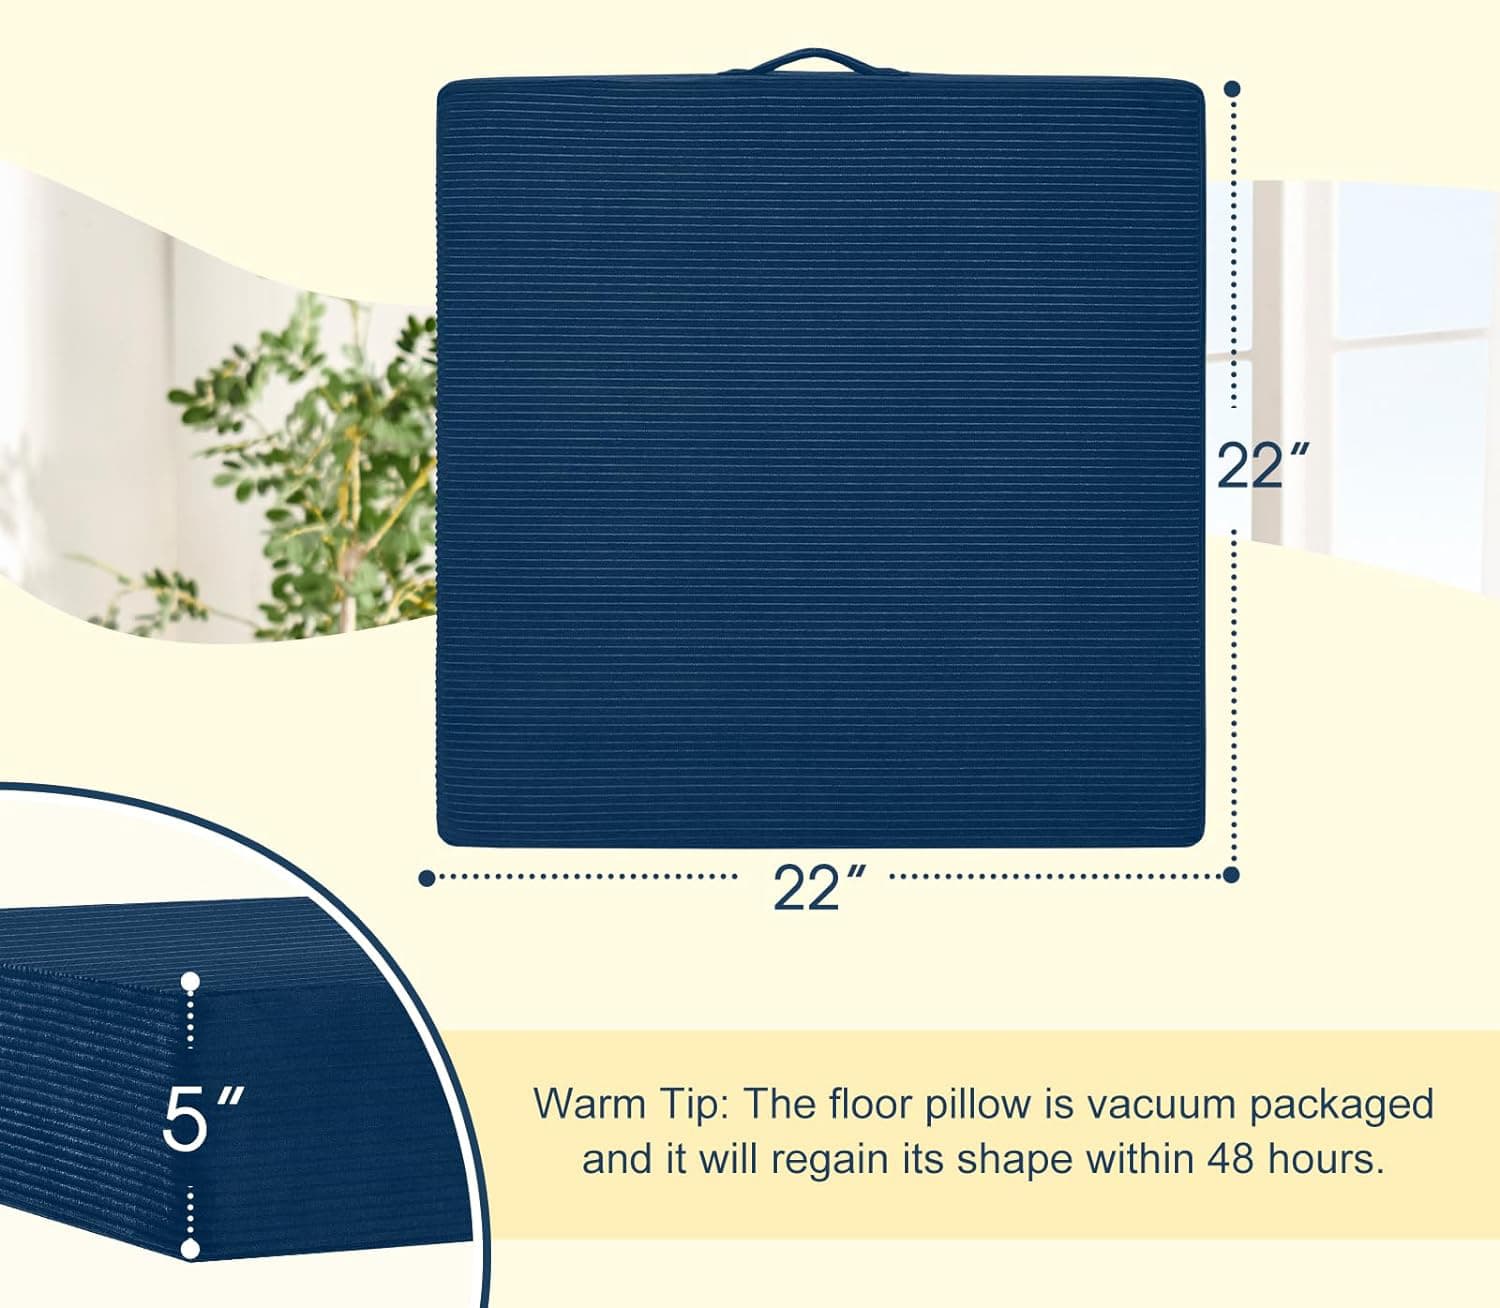 22"
22"
5"
Warm Tip: The floor pillow is vacuum packaged
and it will regain its shape within 48 hours.